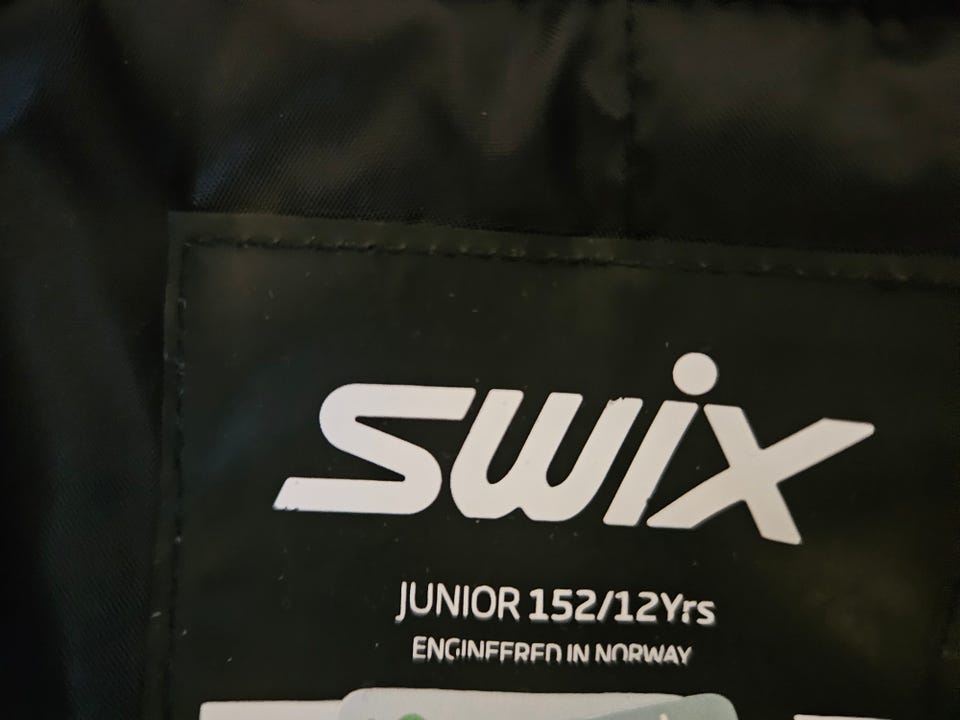 swix
JUNIOR 152/12Yrs
ENGINEERED IN NORWAY